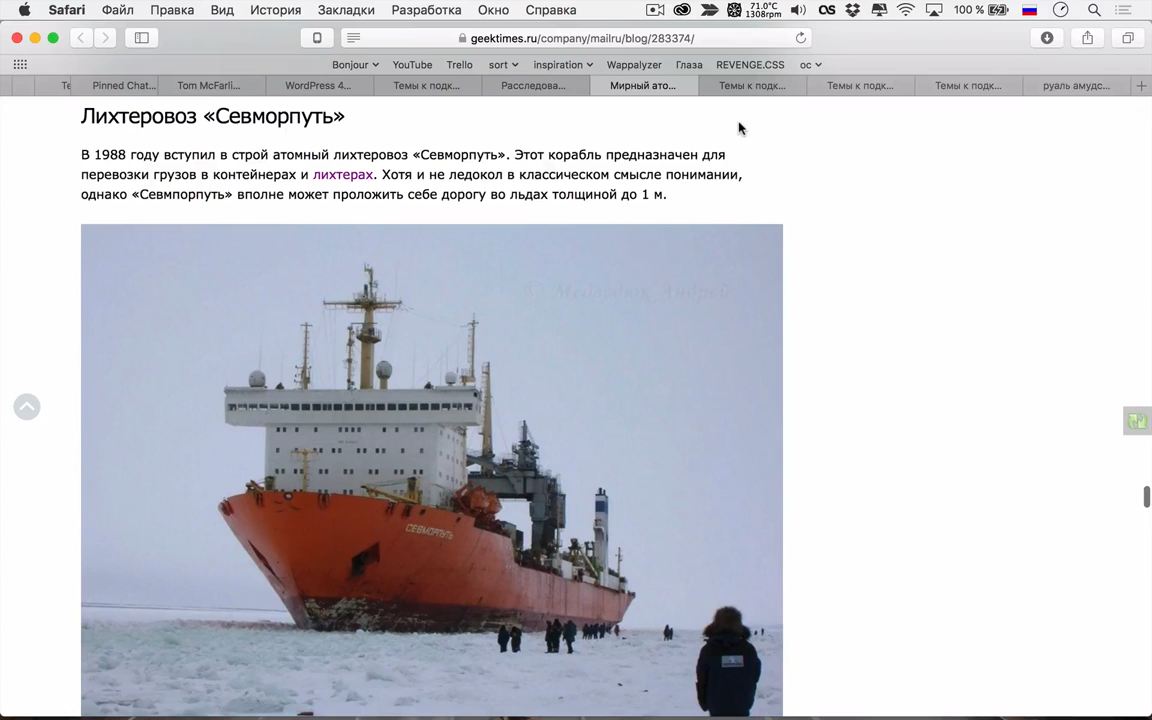 Safari Файл Правка Вид История Закладки Разработка Окно Справка 71.0°C 1308rpm 100 %
geektimes.ru/company/mailru/blog/283374/
Bonjour YouTube Trello sort inspiration Wappalyzer Глаза REVENGE.CSS ос
Те Pinned Chat... Tom McFarli... WordPress 4... Темы к подк... Расследова... Мирный ато... Темы к подк... Темы к подк... Темы к подк... руаль амудс...
Лихтеровоз «Севморпуть»
В 1988 году вступил в строй атомный лихтеровоз «Севморпуть». Этот корабль предназначен для
перевозки грузов в контейнерах и лихтерах. Хотя и не ледокол в классическом смысле понимании,
однако «Севмпорпуть» вполне может проложить себе дорогу во льдах толщиной до 1 м.
© Медведюк Андрей
СЕВМОРПУТЬ